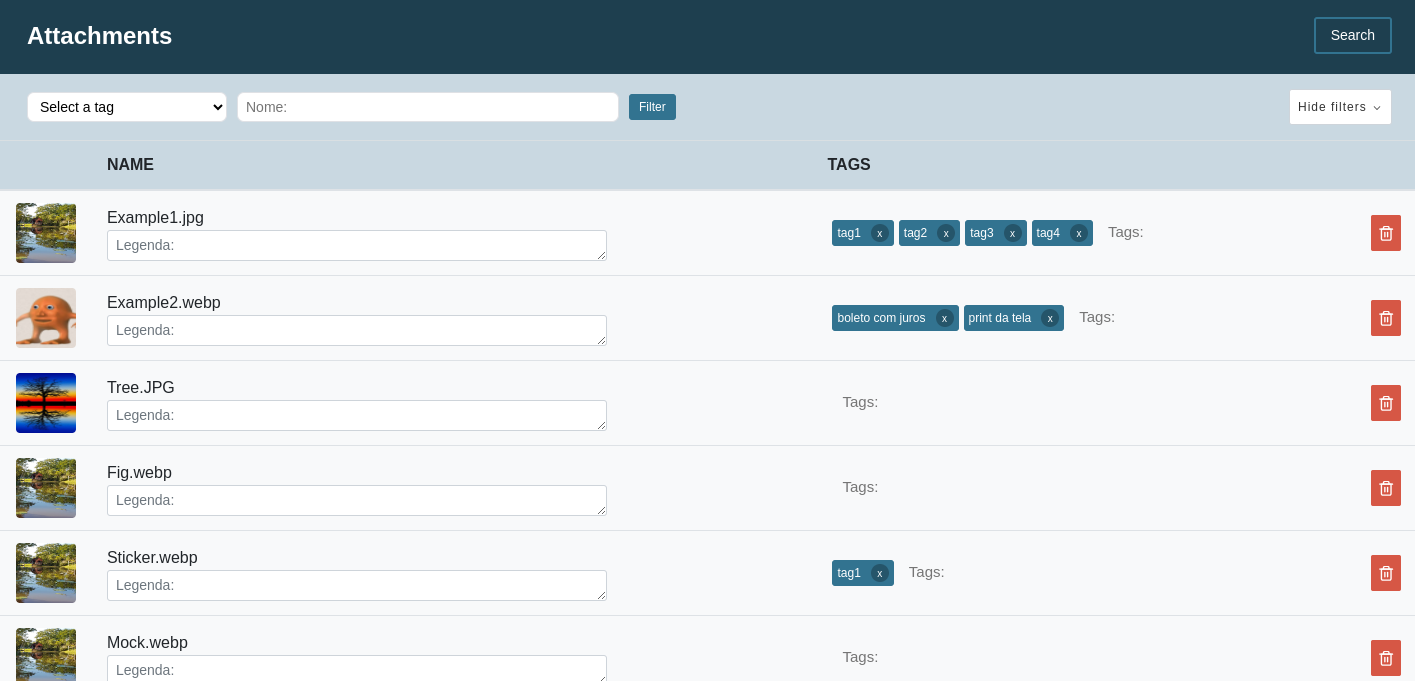 Attachments
Search
Select a tag
Nome:
Filter
Hide filters
NAME
TAGS
Example1.jpg
Legenda:
tag1 x tag2 x tag3 x tag4 x Tags:
Example2.webp
Legenda:
boleto com juros x print da tela x Tags:
Tree.JPG
Legenda:
Tags:
Fig.webp
Legenda:
Tags:
Sticker.webp
Legenda:
tag1 x Tags:
Mock.webp
Legenda:
Tags: